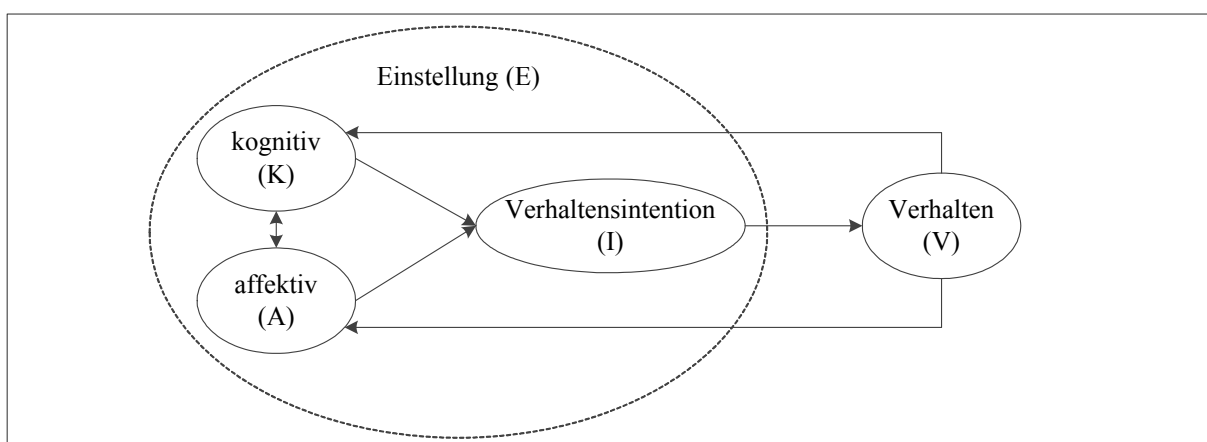 Einstellung (E)
kognitiv
(K)
Verhaltensintention
(I)
Verhalten
(V)
affektiv
(A)